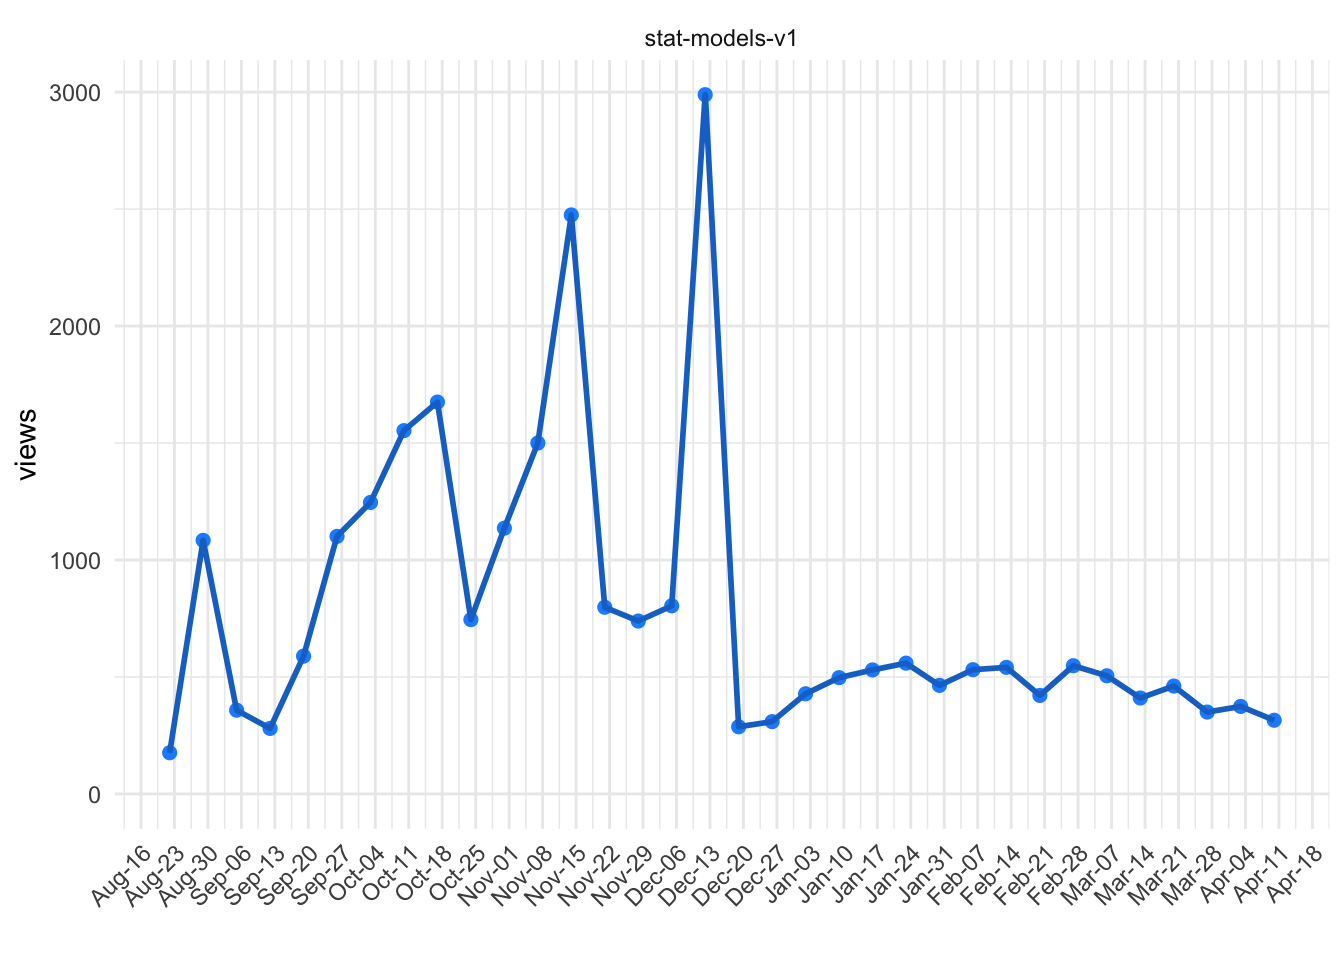 stat-models-v1
3000
2000
1000
0
views
Aug-16
Aug-23
Aug-30
Sep-06
Sep-13
Sep-20
Sep-27
Oct-04
Oct-11
Oct-18
Oct-25
Nov-01
Nov-08
Nov-15
Nov-22
Nov-29
Dec-06
Dec-13
Dec-20
Dec-27
Jan-03
Jan-10
Jan-17
Jan-24
Jan-31
Feb-07
Feb-14
Feb-21
Feb-28
Mar-07
Mar-14
Mar-21
Mar-28
Apr-04
Apr-11
Apr-18